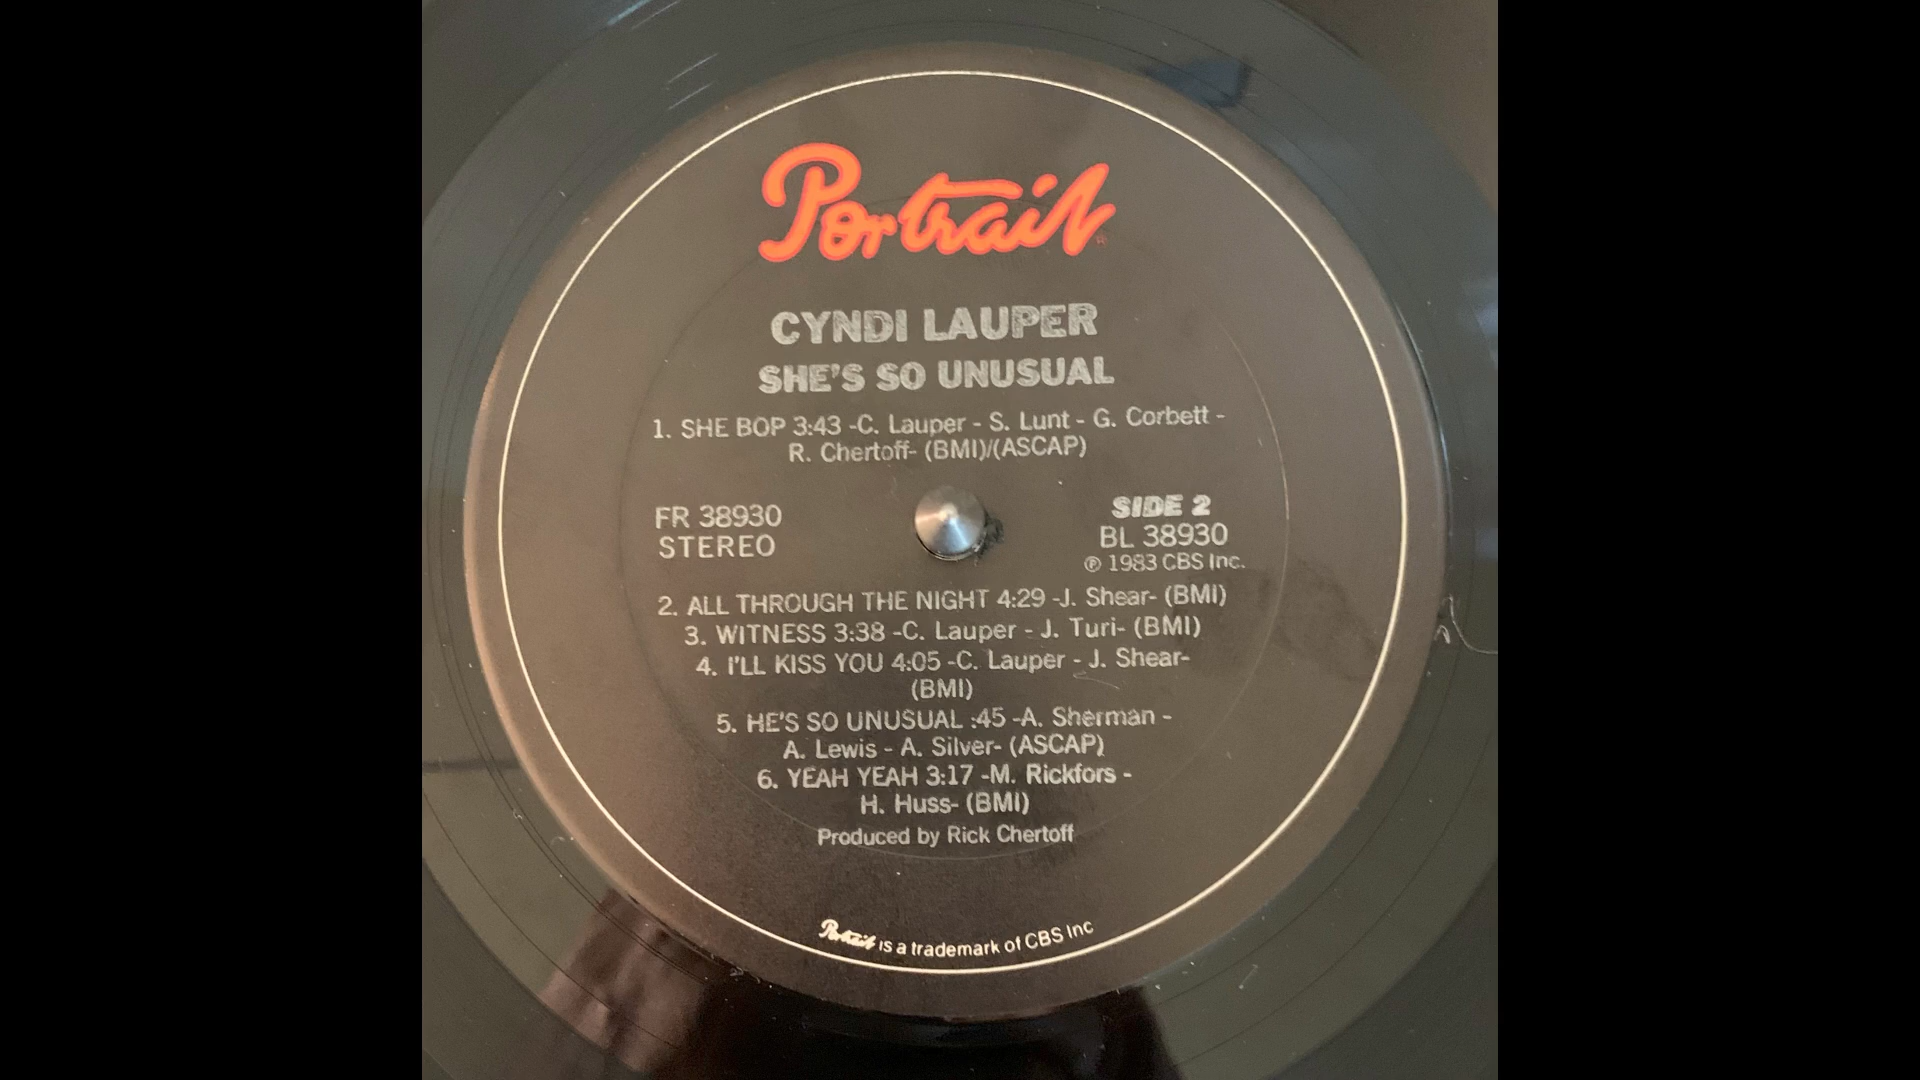 Portrait
CYNDI LAUPER
SHE'S SO UNUSUAL
1. SHE BOP 3:43 -C. Lauper - S. Lunt - G. Corbett -
R. Chertoff- (BMI)/(ASCAP)
FR 38930
STEREO
SIDE 2
BL 38930
℗ 1983 CBS Inc.
2. ALL THROUGH THE NIGHT 4:29 -J. Shear- (BMI)
3. WITNESS 3:38 -C. Lauper - J. Turi- (BMI)
4. I'LL KISS YOU 4:05 -C. Lauper - J. Shear-
(BMI)
5. HE'S SO UNUSUAL :45 -A. Sherman -
A. Lewis - A. Silver- (ASCAP)
6. YEAH YEAH 3:17 -M. Rickfors -
H. Huss- (BMI)
Produced by Rick Chertoff
Portrait is a trademark of CBS Inc